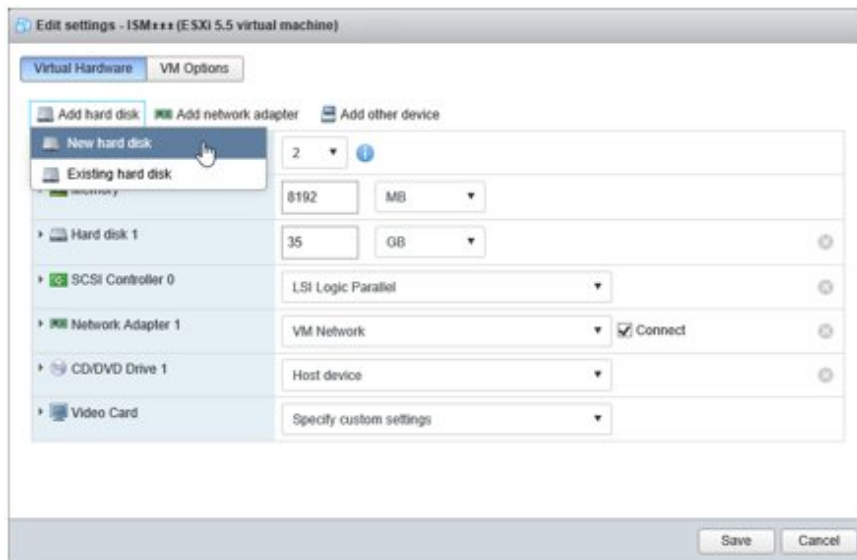 Edit settings - ISM*** (ESXi 5.5 virtual machine)
Virtual Hardware VM Options
Add hard disk Add network adapter Add other device
New hard disk
2
Existing hard disk
Memory 8192 MB
Hard disk 1 35 GB
SCSI Controller 0 LSI Logic Parallel
Network Adapter 1 VM Network Connect
CD/DVD Drive 1 Host device
Video Card Specify custom settings
Save Cancel